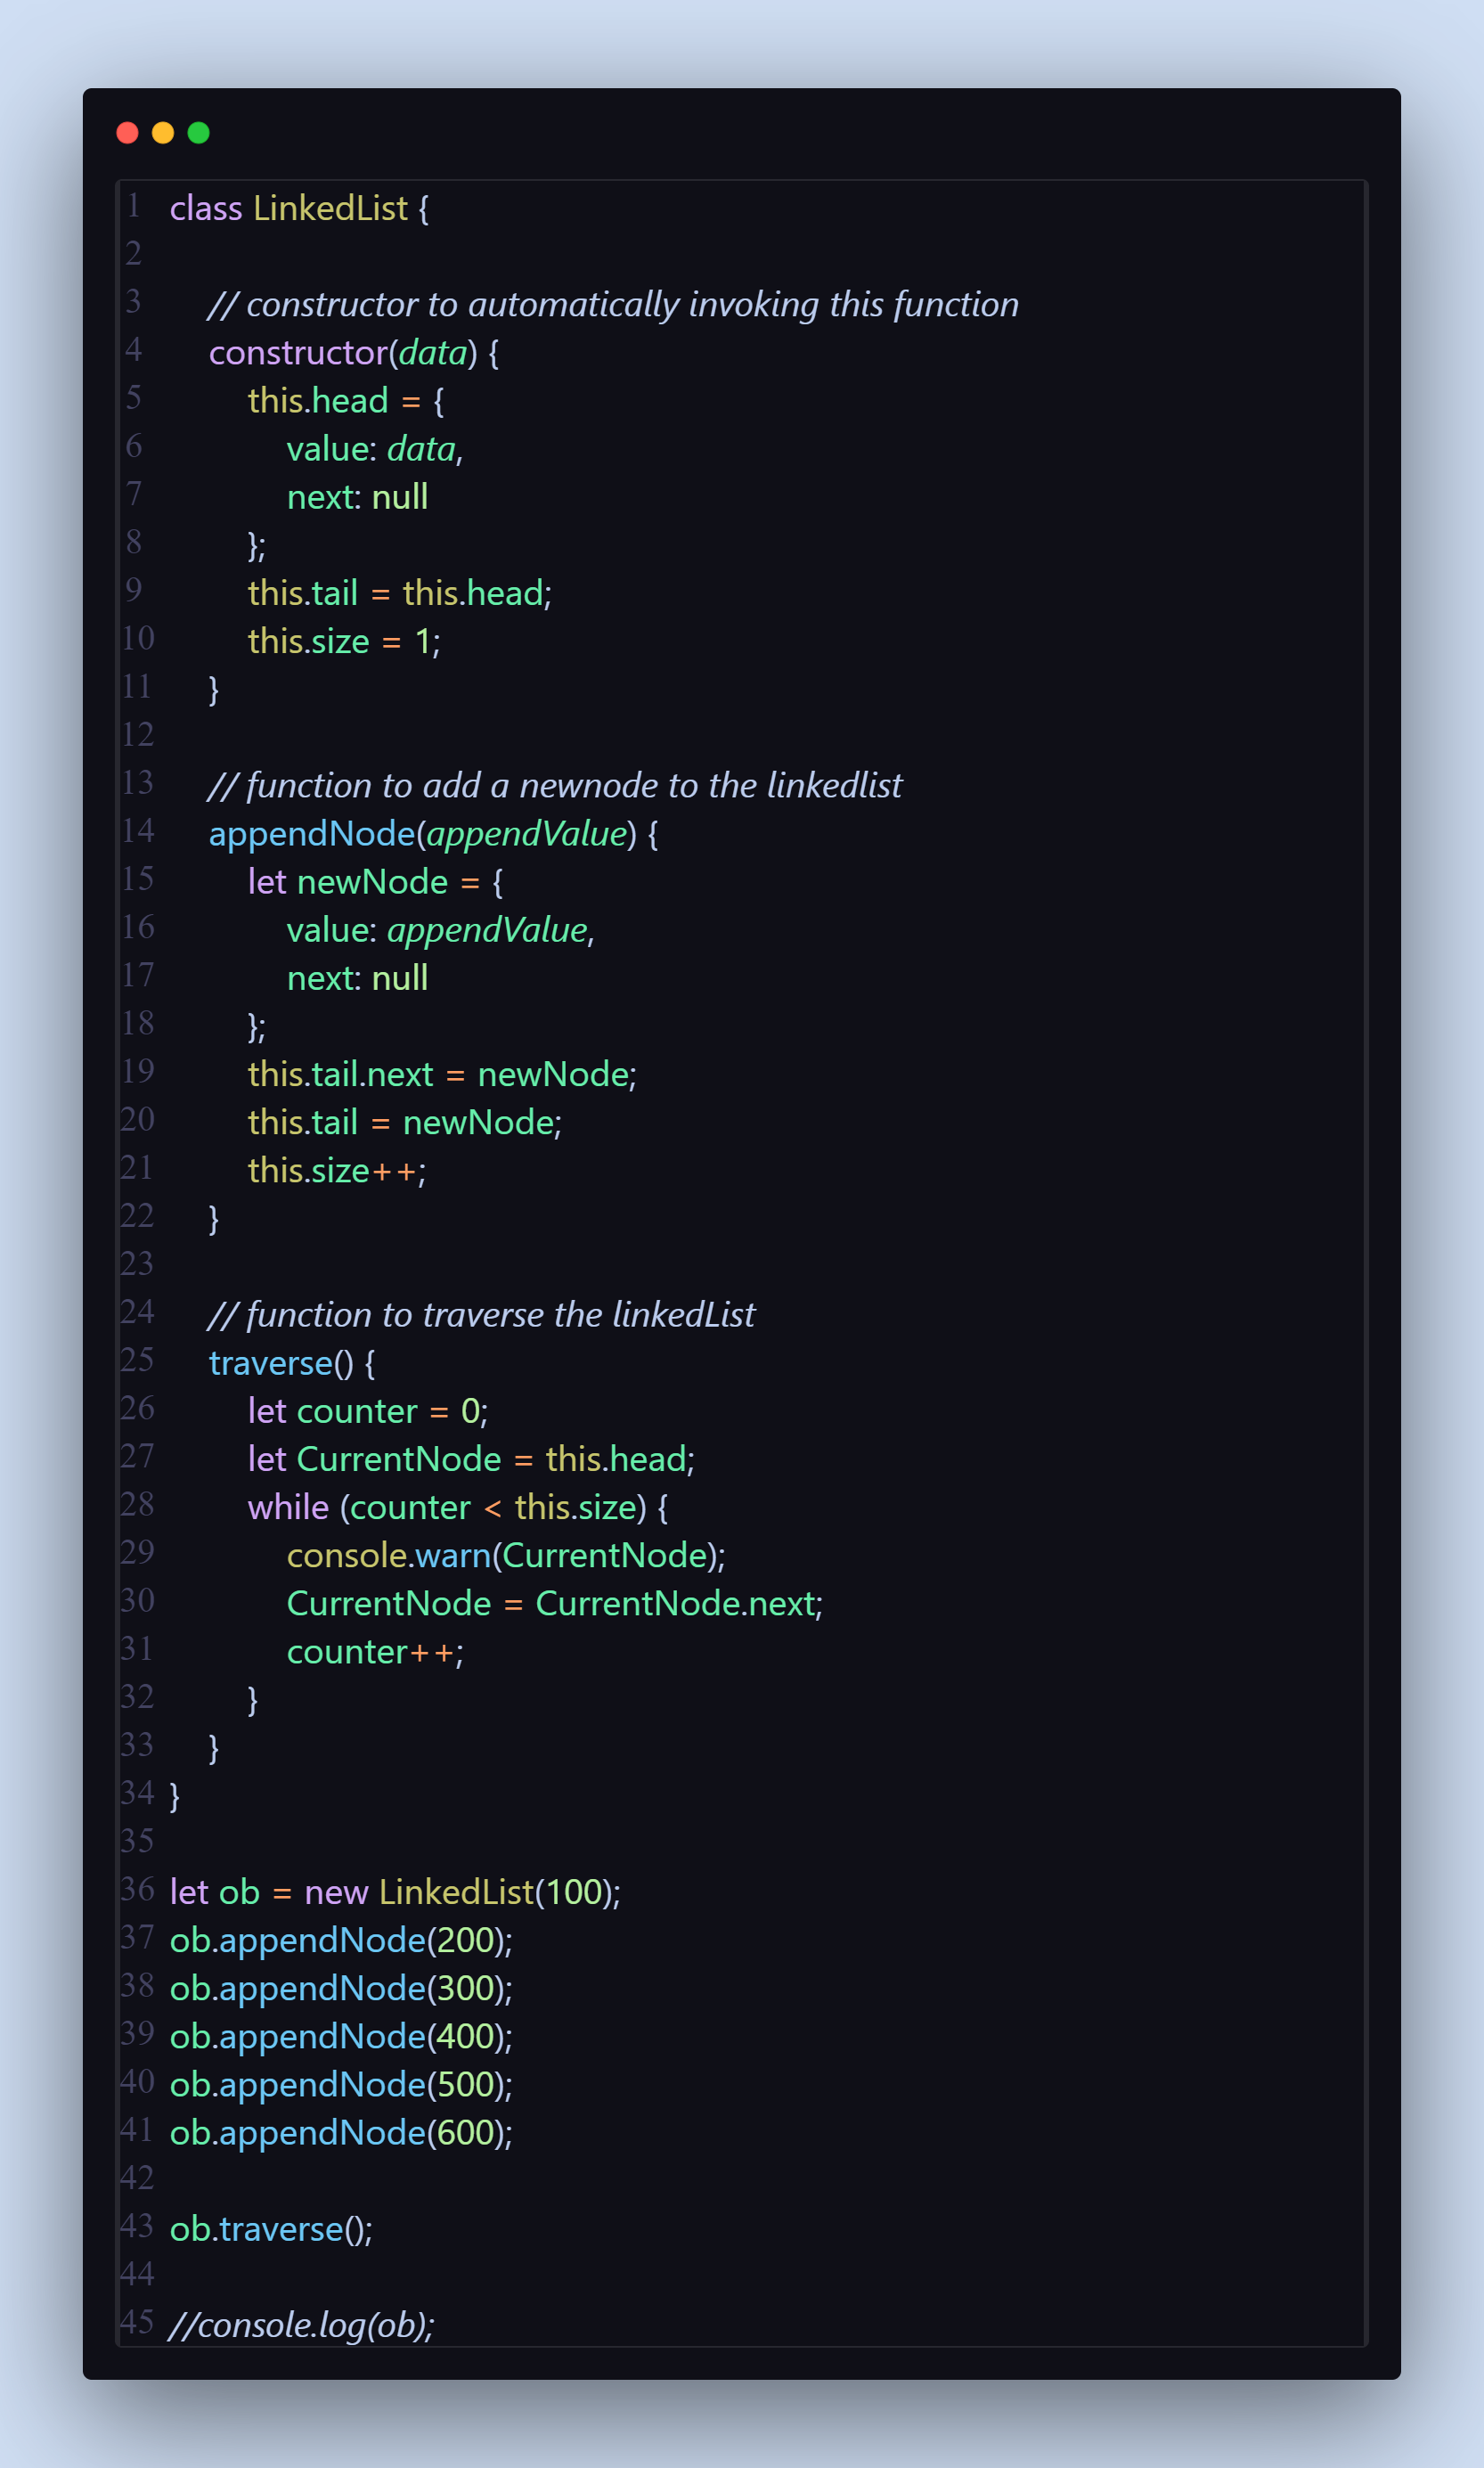 1 class LinkedList {
2
3 // constructor to automatically invoking this function
4 constructor(data) {
5 this.head = {
6 value: data,
7 next: null
8 };
9 this.tail = this.head;
10 this.size = 1;
11 }
12
13 // function to add a newnode to the linkedlist
14 appendNode(appendValue) {
15 let newNode = {
16 value: appendValue,
17 next: null
18 };
19 this.tail.next = newNode;
20 this.tail = newNode;
21 this.size++;
22 }
23
24 // function to traverse the linkedList
25 traverse() {
26 let counter = 0;
27 let CurrentNode = this.head;
28 while (counter < this.size) {
29 console.warn(CurrentNode);
30 CurrentNode = CurrentNode.next;
31 counter++;
32 }
33 }
34 }
35
36 let ob = new LinkedList(100);
37 ob.appendNode(200);
38 ob.appendNode(300);
39 ob.appendNode(400);
40 ob.appendNode(500);
41 ob.appendNode(600);
42
43 ob.traverse();
44
45 //console.log(ob);